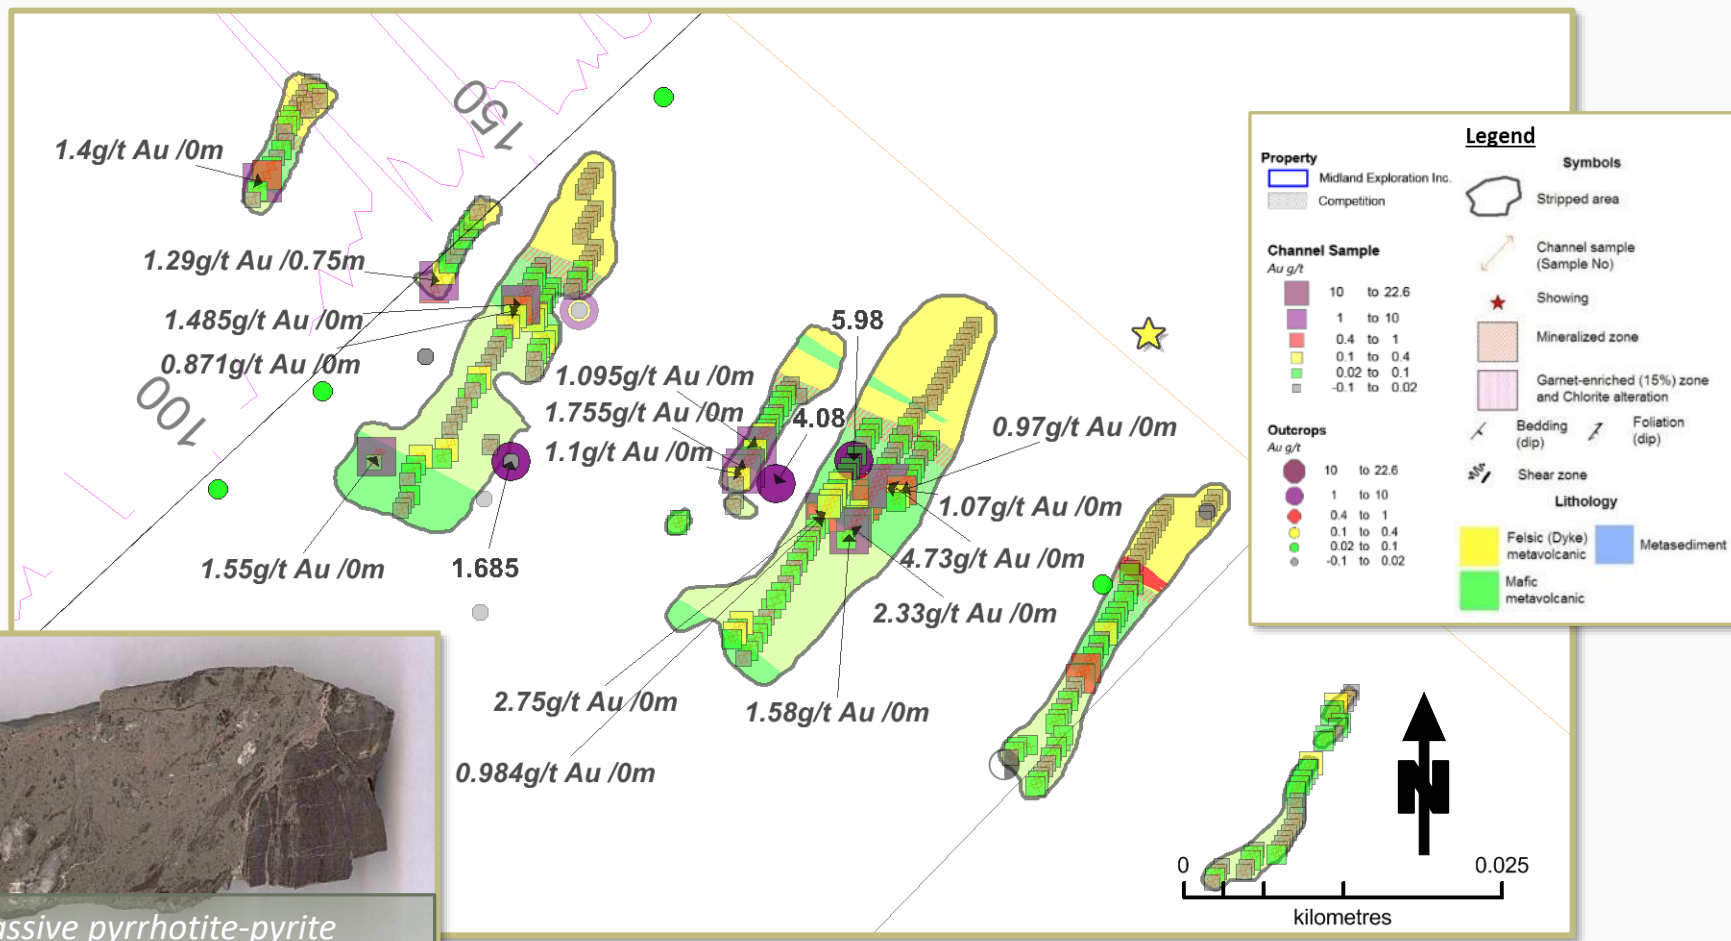 150
100
1.4g/t Au /0m
1.29g/t Au /0.75m
1.485g/t Au /0m
0.871g/t Au /0m
1.55g/t Au /0m
1.685
5.98
1.095g/t Au /0m
1.755g/t Au /0m
4.08
1.1g/t Au /0m
0.97g/t Au /0m
1.07g/t Au /0m
4.73g/t Au /0m
2.33g/t Au /0m
2.75g/t Au /0m
1.58g/t Au /0m
0.984g/t Au /0m
Legend
Property
Midland Exploration Inc.
Competition
Channel Sample
Au g/t
10 to 22.6
1 to 10
0.4 to 1
0.1 to 0.4
0.02 to 0.1
-0.1 to 0.02
Outcrops
Au g/t
10 to 22.6
1 to 10
0.4 to 1
0.1 to 0.4
0.02 to 0.1
-0.1 to 0.02
Symbols
Stripped area
Channel sample
(Sample No)
Showing
Mineralized zone
Garnet-enriched (15%) zone
and Chlorite alteration
Bedding
(dip)
Foliation
(dip)
Shear zone
Lithology
Felsic (Dyke)
metavolcanic
Metasediment
Mafic
metavolcanic
N
0 0.025
kilometres
assive pyrrhotite-pyrite